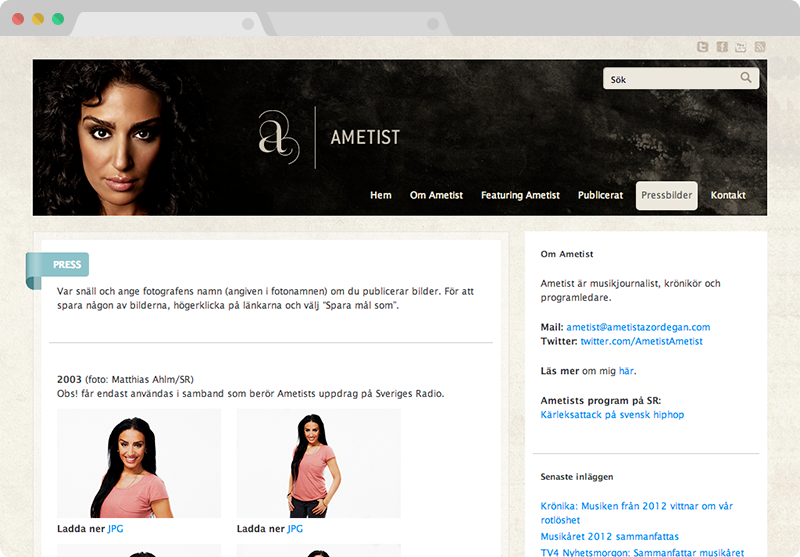 Sök
a
AMETIST
Hem Om Ametist Featuring Ametist Publicerat Pressbilder Kontakt
PRESS
Var snäll och ange fotografens namn (angiven i fotonamnen) om du publicerar bilder. För att
spara någon av bilderna, högerklicka på länkarna och välj "Spara mål som".
2003 (foto: Matthias Ahlm/SR)
Obs! får endast användas i samband som berör Ametists uppdrag på Sveriges Radio.
Ladda ner JPG Ladda ner JPG
Om Ametist
Ametist är musikjournalist, krönikör och
programledare.
Mail: ametist@ametistazordegan.com
Twitter: twitter.com/AmetistAmetist
Läs mer om mig här.
Ametists program på SR:
Kärleksattack på svensk hiphop
Senaste inläggen
Krönika: Musiken från 2012 vittnar om vår
rotlöshet
Musikåret 2012 sammanfattas
TV4 Nyhetsmorgon: Sammanfattar musikåret